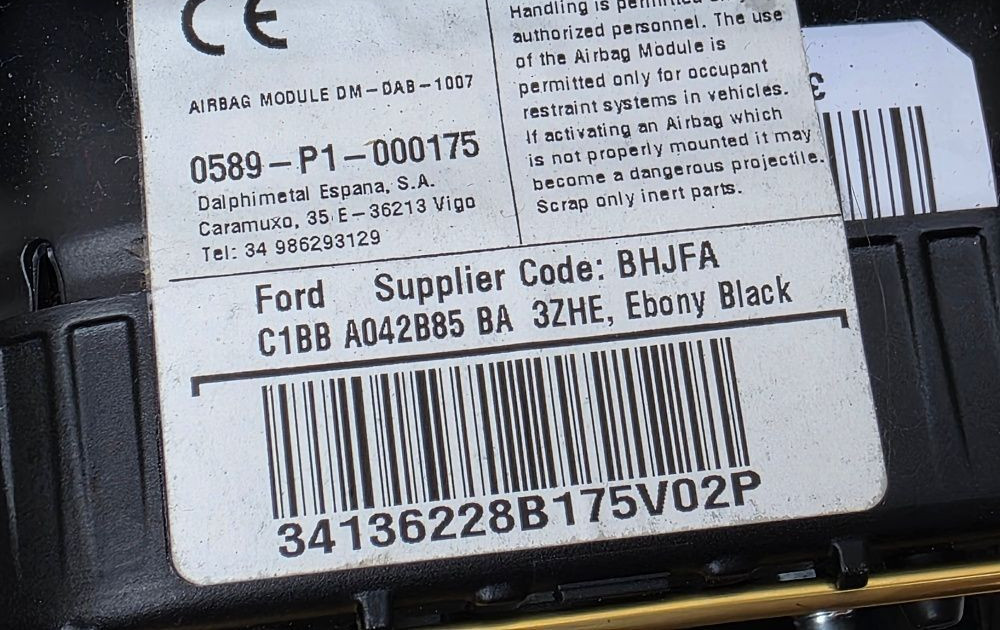 CE
AIRBAG MODULE DM-DAB-1007
0589-P1-000175
Dalphimetal Espana, S.A.
Caramuxo, 35 E-36213 Vigo
Tel: 34 986293129
Handling is permitted
authorized personnel. The use
of the Airbag Module is
permitted only for occupant
restraint systems in vehicles.
If activating an Airbag which
is not properly mounted it may
become a dangerous projectile.
Scrap only inert parts.
Ford Supplier Code: BHJFA
C1BB A042B85 BA 3ZHE, Ebony Black
34136228B175V02P